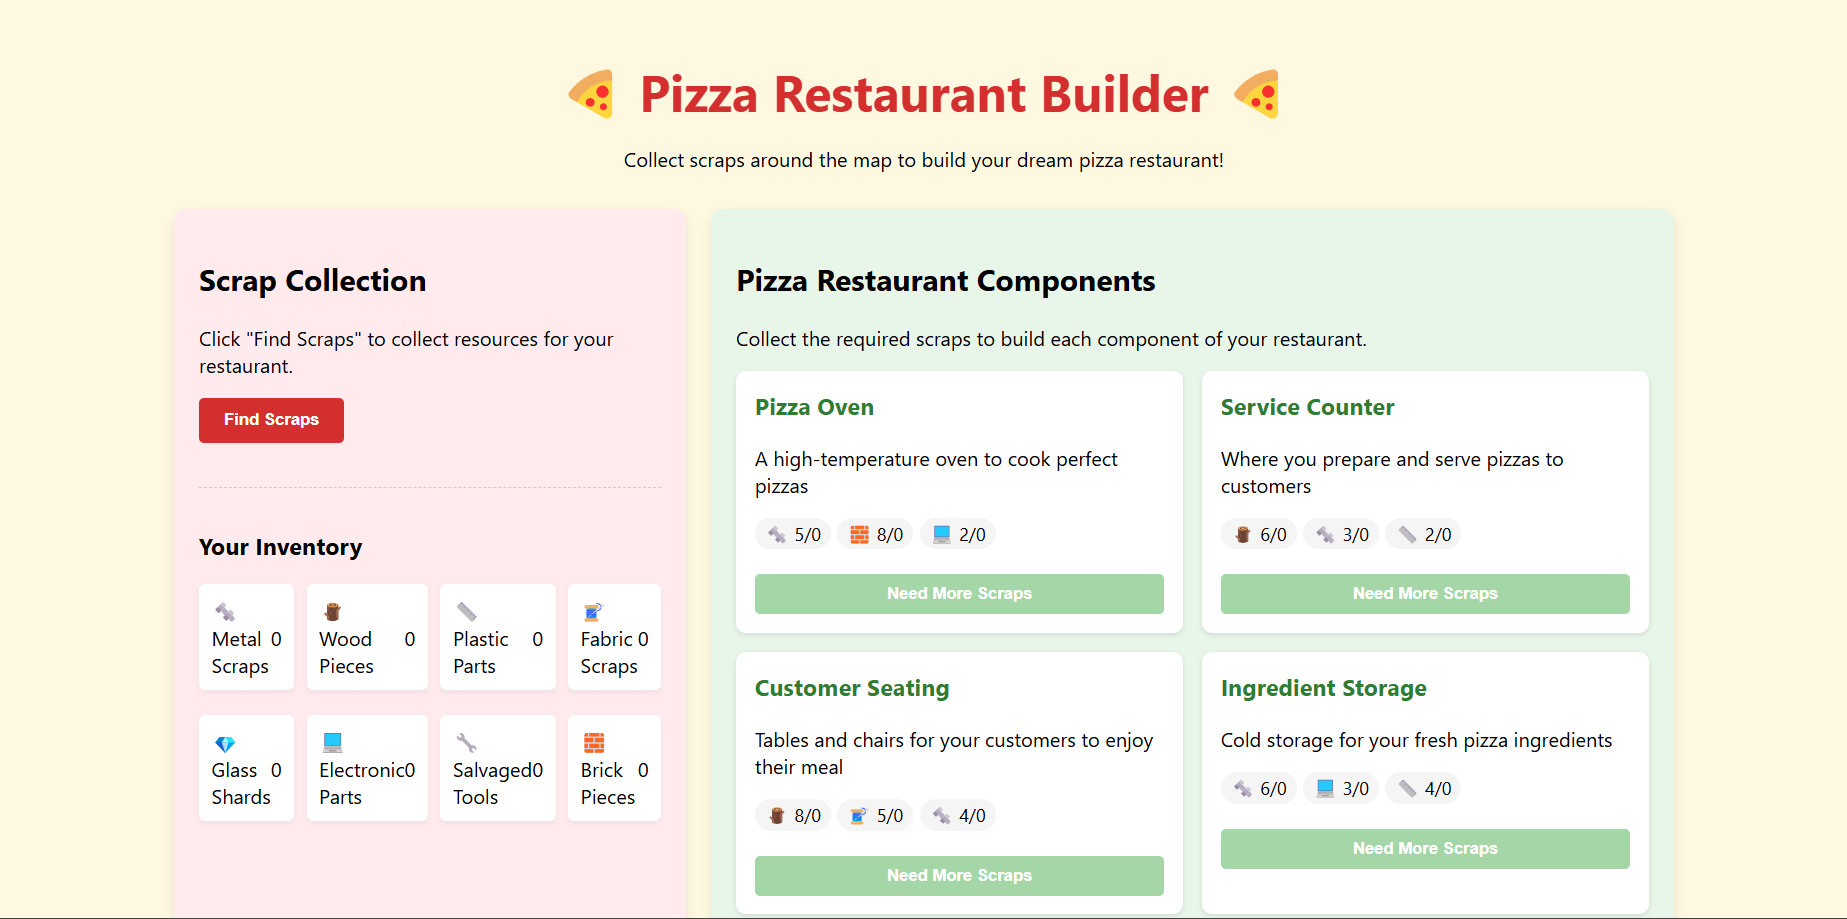 Pizza Restaurant Builder
Collect scraps around the map to build your dream pizza restaurant!
Scrap Collection
Click "Find Scraps" to collect resources for your
restaurant.
Find Scraps
Your Inventory
Metal 0
Scraps
Wood 0
Pieces
Plastic 0
Parts
Fabric 0
Scraps
Glass 0
Shards
Electronic0
Parts
Salvaged0
Tools
Brick 0
Pieces
Pizza Restaurant Components
Collect the required scraps to build each component of your restaurant.
Pizza Oven
A high-temperature oven to cook perfect
pizzas
5/0 8/0 2/0
Need More Scraps
Service Counter
Where you prepare and serve pizzas to
customers
6/0 3/0 2/0
Need More Scraps
Customer Seating
Tables and chairs for your customers to enjoy
their meal
8/0 5/0 4/0
Need More Scraps
Ingredient Storage
Cold storage for your fresh pizza ingredients
6/0 3/0 4/0
Need More Scraps